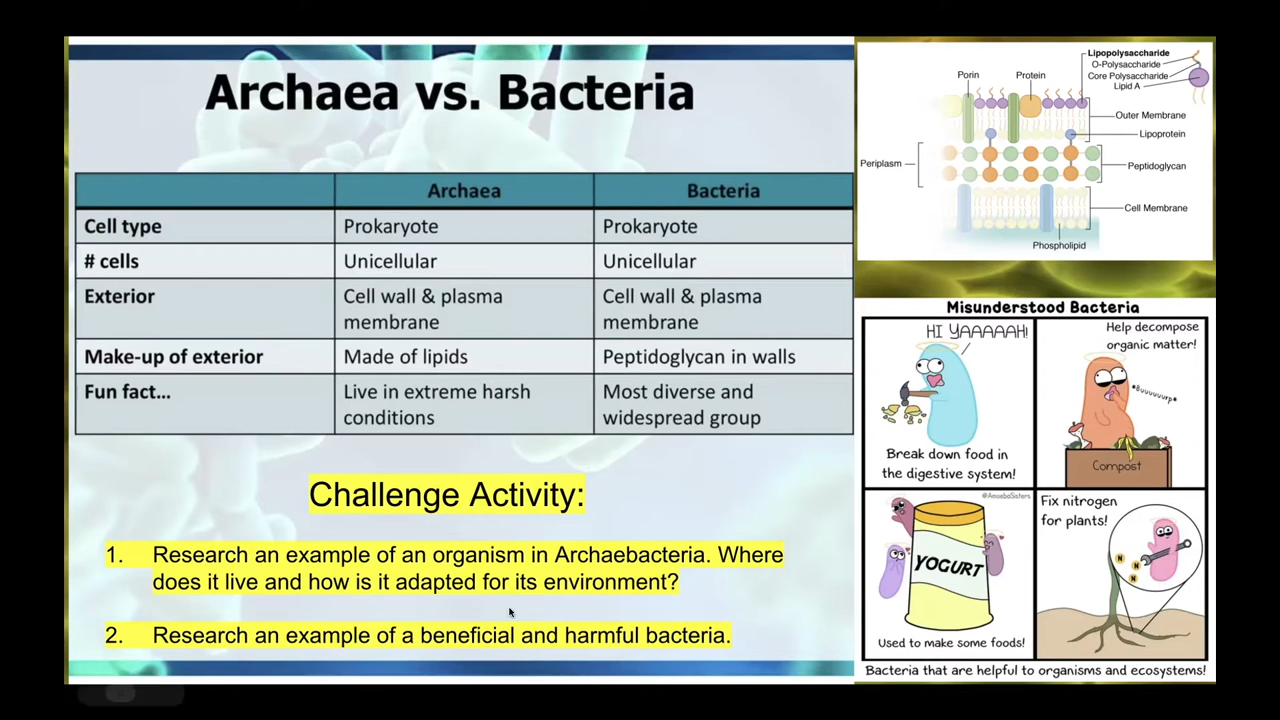 Archaea vs. Bacteria
Archaea Bacteria
Cell type Prokaryote Prokaryote
# cells Unicellular Unicellular
Exterior Cell wall & plasma Cell wall & plasma
membrane membrane
Make-up of exterior Made of lipids Peptidoglycan in walls
Fun fact... Live in extreme harsh Most diverse and
conditions widespread group
Challenge Activity:
1. Research an example of an organism in Archaebacteria. Where
does it live and how is it adapted for its environment?
2. Research an example of a beneficial and harmful bacteria.
Lipopolysaccharide
O-Polysaccharide
Core Polysaccharide
Lipid A
Porin Protein
Outer Membrane
Lipoprotein
Periplasm
Peptidoglycan
Cell Membrane
Phospholipid
Misunderstood Bacteria
HI YAAAAAH!
Break down food in
the digestive system!
Help decompose
organic matter!
*Buuuuuurp*
Compost
@AmoebaSisters
YOGURT
Used to make some foods!
Fix nitrogen
for plants!
N
N
N
Bacteria that are helpful to organisms and ecosystems!